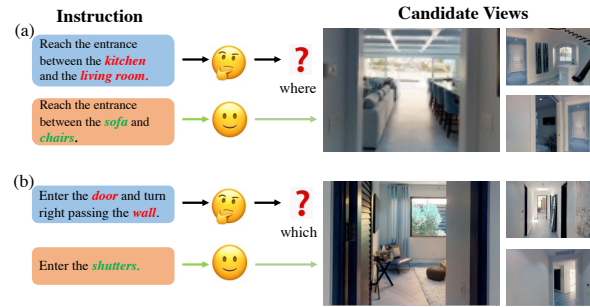 Instruction
Candidate Views
(a)
Reach the entrance
between the kitchen
and the living room.
?
where
Reach the entrance
between the sofa and
chairs.
(b)
Enter the door and turn
right passing the wall.
?
which
Enter the shutters.